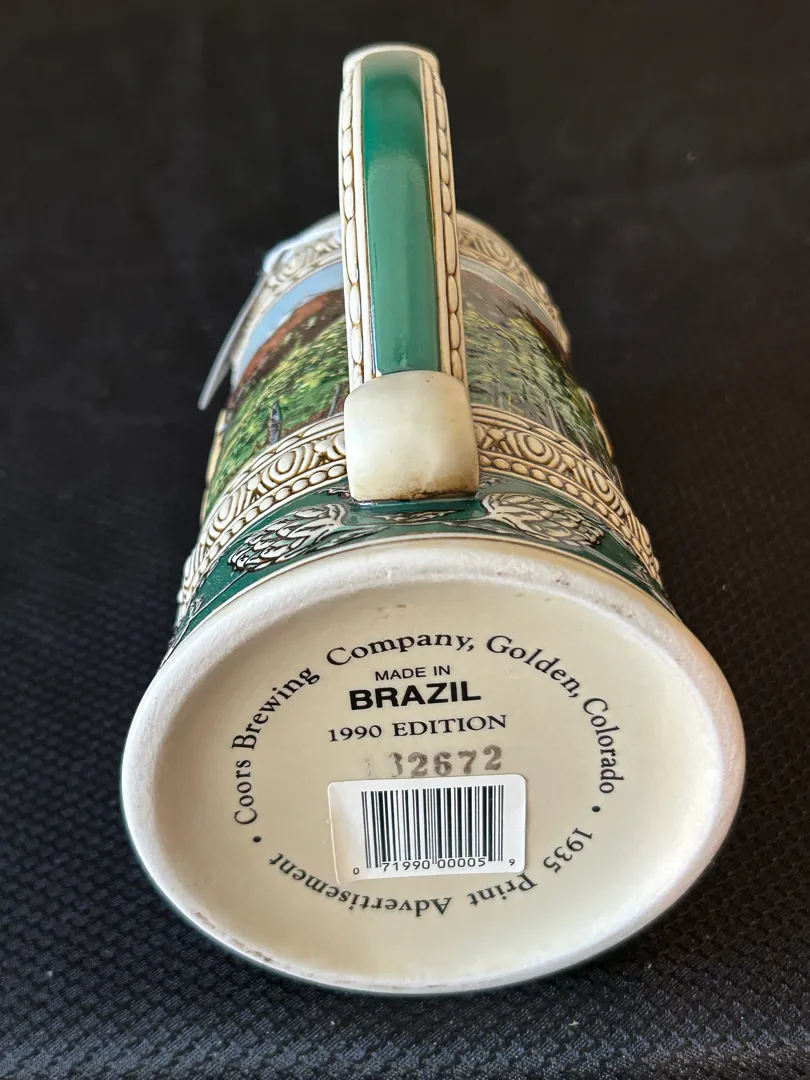 Coors Brewing Company, Golden, Colorado • 1935 Print Advertisement •
MADE IN
BRAZIL
1990 EDITION
32672
0 71990 00005 9